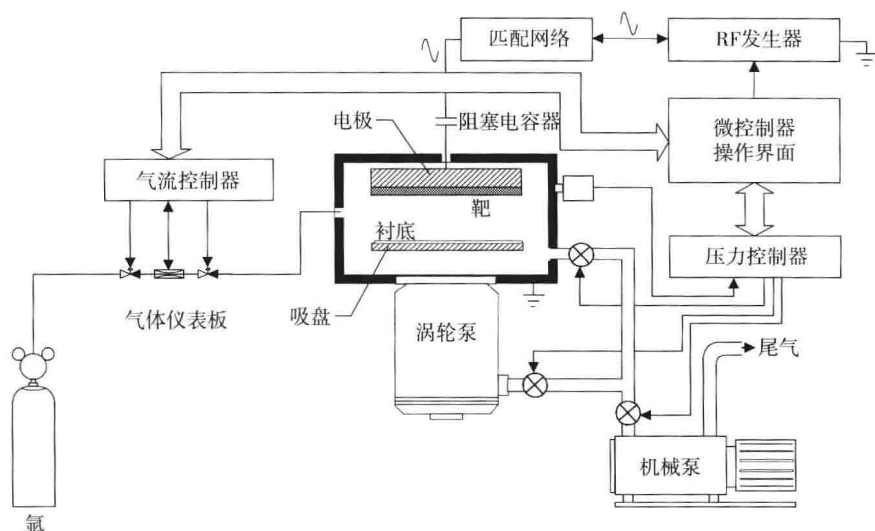 匹配网络
RF发生器
阻塞电容器
电极
微控制器
操作界面
气流控制器
靶
衬底
压力控制器
吸盘
气体仪表板
涡轮泵
尾气
机械泵
氩